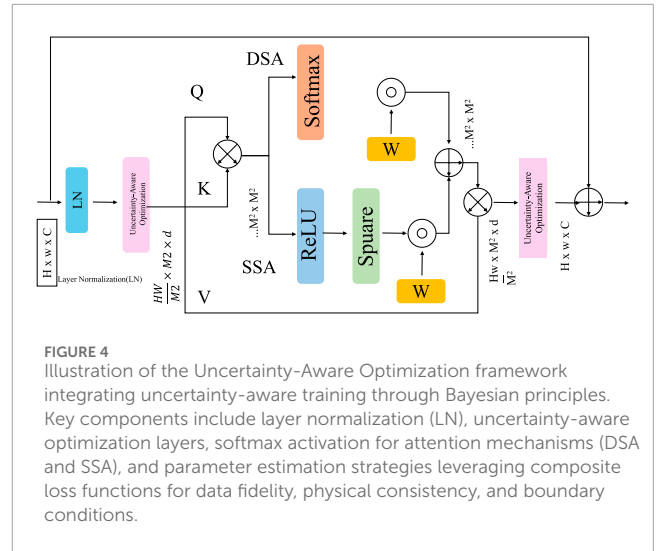 DSA
Softmax
Q
W
...M² x M²
LN
Uncertainty-Aware
Optimization
K
...M² x M²
ReLU
Spuare
Uncertainty-Aware
Optimization
H x w x C
Layer Normalization(LN)
HW/M2 × M2 × d
V
SSA
W
Hw x M² x d
M²
H x w x C
FIGURE 4
Illustration of the Uncertainty-Aware Optimization framework
integrating uncertainty-aware training through Bayesian principles.
Key components include layer normalization (LN), uncertainty-aware
optimization layers, softmax activation for attention mechanisms (DSA
and SSA), and parameter estimation strategies leveraging composite
loss functions for data fidelity, physical consistency, and boundary
conditions.